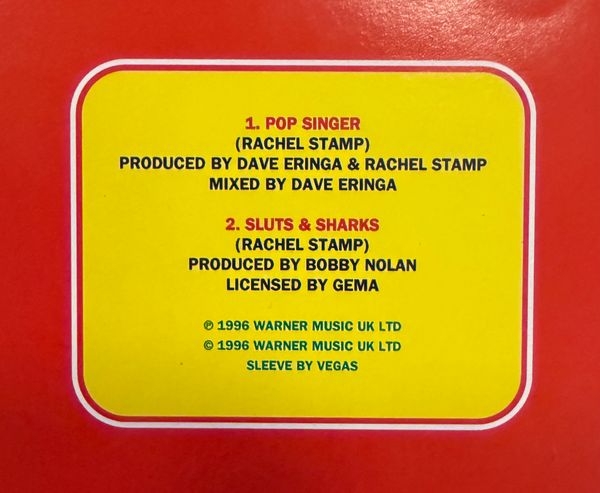 1. POP SINGER
(RACHEL STAMP)
PRODUCED BY DAVE ERINGA & RACHEL STAMP
MIXED BY DAVE ERINGA
2. SLUTS & SHARKS
(RACHEL STAMP)
PRODUCED BY BOBBY NOLAN
LICENSED BY GEMA
℗ 1996 WARNER MUSIC UK LTD
© 1996 WARNER MUSIC UK LTD
SLEEVE BY VEGAS